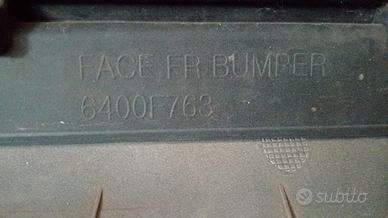 FACE FR BUMPER
6400F763
subito